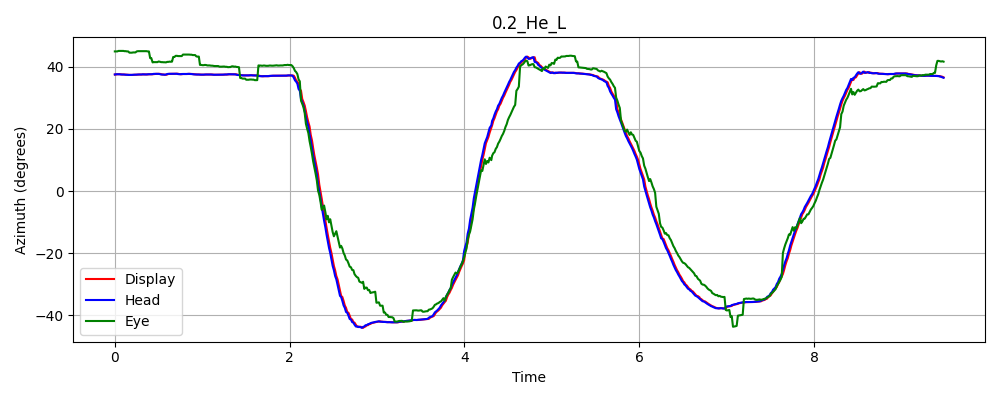 0.2_He_L
40
20
0
−20
−40
Azimuth (degrees)
Display
Head
Eye
0 2 4 6 8
Time